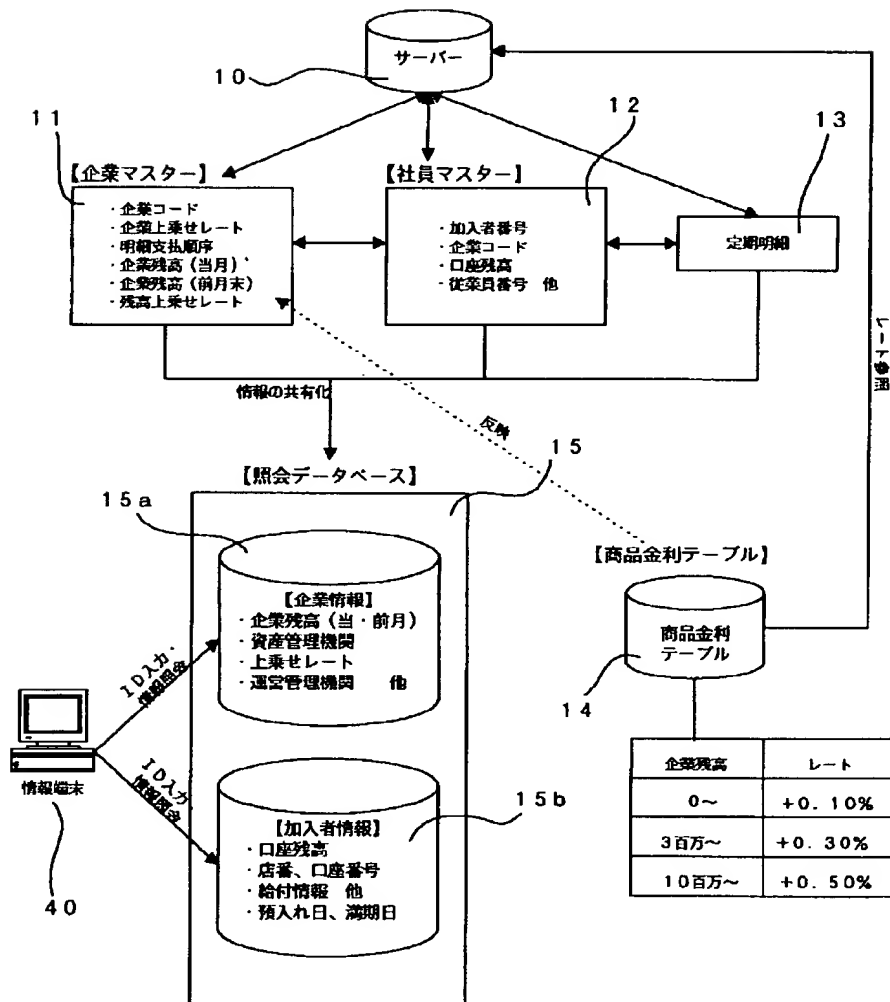 サーバー
10
11
12
13
【企業マスター】
・企業コード
・企業上乗せレート
・明細支払順序
・企業残高（当月）
・企業残高（前月末）
・残高上乗せレート
【社員マスター】
・加入者番号
・企業コード
・口座残高
・従業員番号 他
定期明細
レート参照
情報の共有化
反映
【照会データベース】
15
15a
【企業情報】
・企業残高（当・前月）
・資産管理機関
・上乗せレート
・運営管理機関 他
【商品金利テーブル】
商品金利
テーブル
14
ID入力・
情報照会
ID入力・
情報照会
情報端末
40
15b
【加入者情報】
・口座残高
・店番、口座番号
・給付情報 他
・預入れ日、満期日
企業残高 レート
0～ +0.10%
3百万～ +0.30%
10百万～ +0.50%